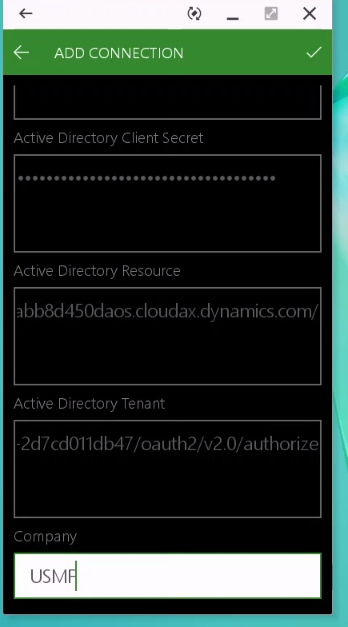 ADD CONNECTION
Active Directory Client Secret
••••••••••••••••••••••••••••••••••••
Active Directory Resource
abb8d450daos.cloudax.dynamics.com/
Active Directory Tenant
-2d7cd011db47/oauth2/v2.0/authorize
Company
USMF